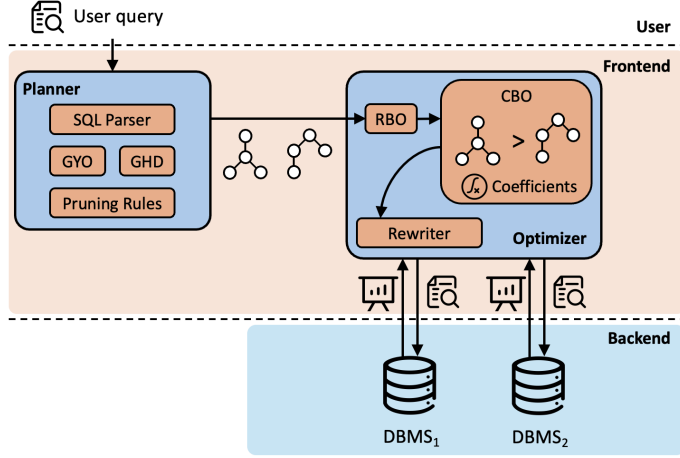 User query
User
Frontend
Planner
SQL Parser
GYO
GHD
Pruning Rules
RBO
CBO
>
Coefficients
Rewriter
Optimizer
Backend
DBMS₁
DBMS₂